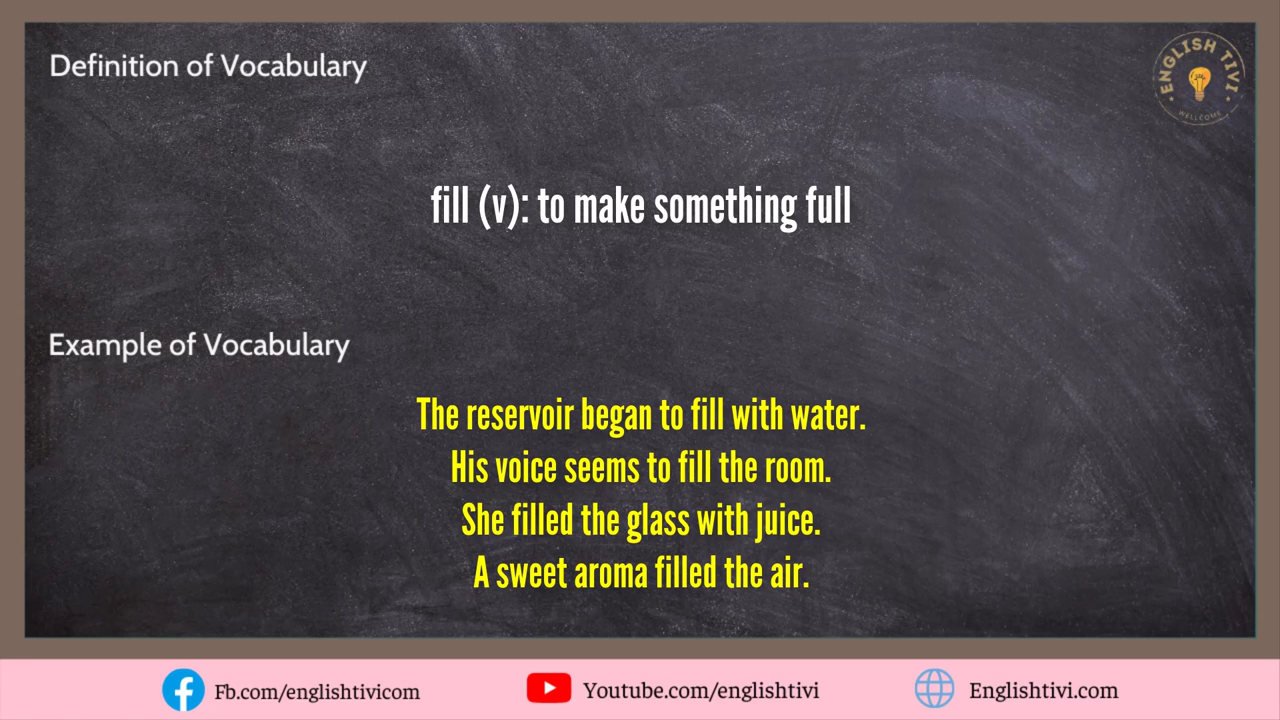 Definition of Vocabulary
ENGLISH TIVI
WELLCOME
fill (v): to make something full
Example of Vocabulary
The reservoir began to fill with water.
His voice seems to fill the room.
She filled the glass with juice.
A sweet aroma filled the air.
Fb.com/englishtivicom
Youtube.com/englishtivi
Englishtivi.com